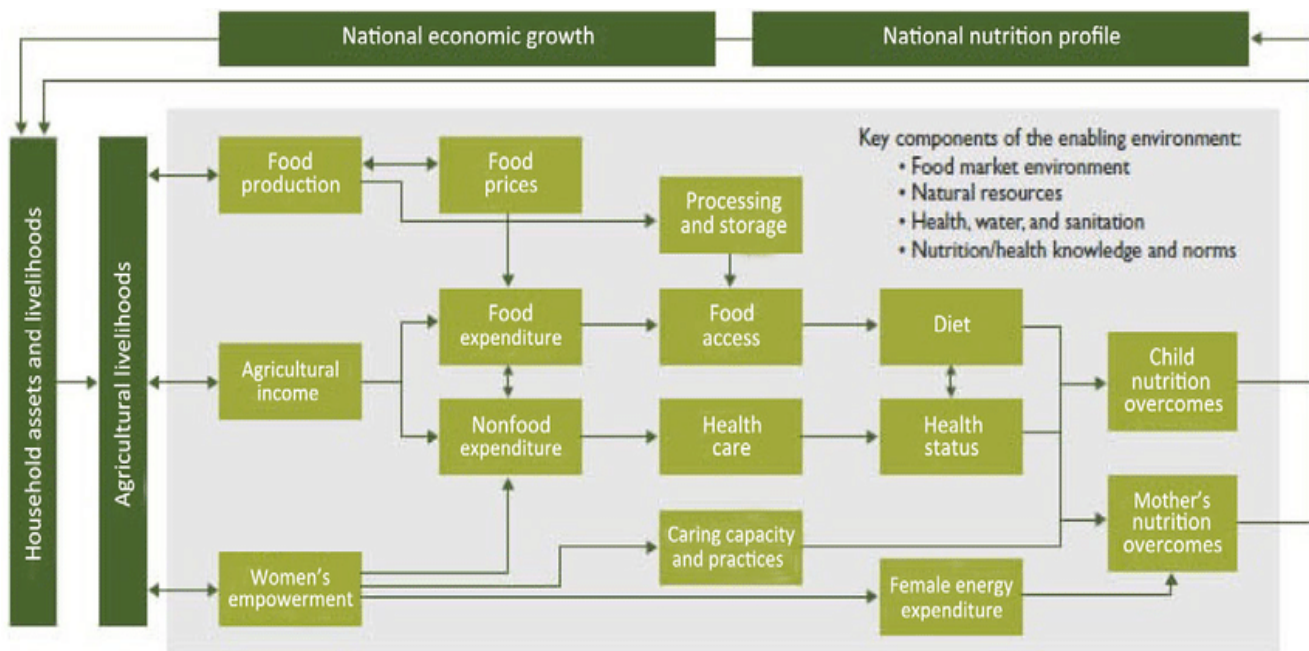 National economic growth
National nutrition profile
Household assets and livelihoods
Agricultural livelihoods
Key components of the enabling environment:
• Food market environment
• Natural resources
• Health, water, and sanitation
• Nutrition/health knowledge and norms
Food
production
Food
prices
Processing
and storage
Food
expenditure
Food
access
Diet
Agricultural
income
Child
nutrition
overcomes
Nonfood
expenditure
Health
care
Health
status
Mother's
nutrition
overcomes
Caring capacity
and practices
Women's
empowerment
Female energy
expenditure